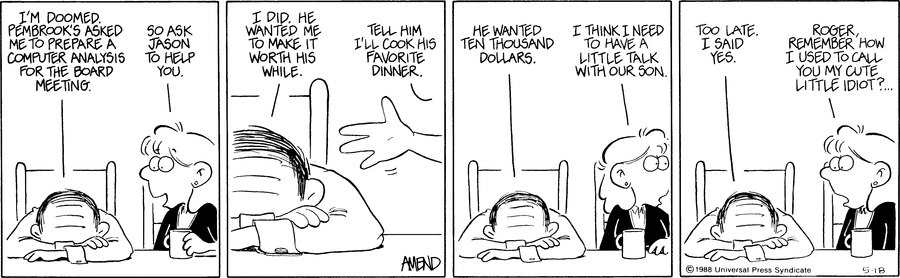 I'M DOOMED.
PEMBROOK'S ASKED
ME TO PREPARE A
COMPUTER ANALYSIS
FOR THE BOARD
MEETING.
SO ASK
JASON
TO HELP
YOU.
I DID. HE
WANTED ME
TO MAKE IT
WORTH HIS
WHILE.
TELL HIM
I'LL COOK HIS
FAVORITE
DINNER.
AMEND
HE WANTED
TEN THOUSAND
DOLLARS.
I THINK I NEED
TO HAVE A
LITTLE TALK
WITH OUR SON.
TOO LATE.
I SAID
YES.
ROGER,
REMEMBER HOW
I USED TO CALL
YOU MY CUTE
LITTLE IDIOT?...
©1988 Universal Press Syndicate
5-18